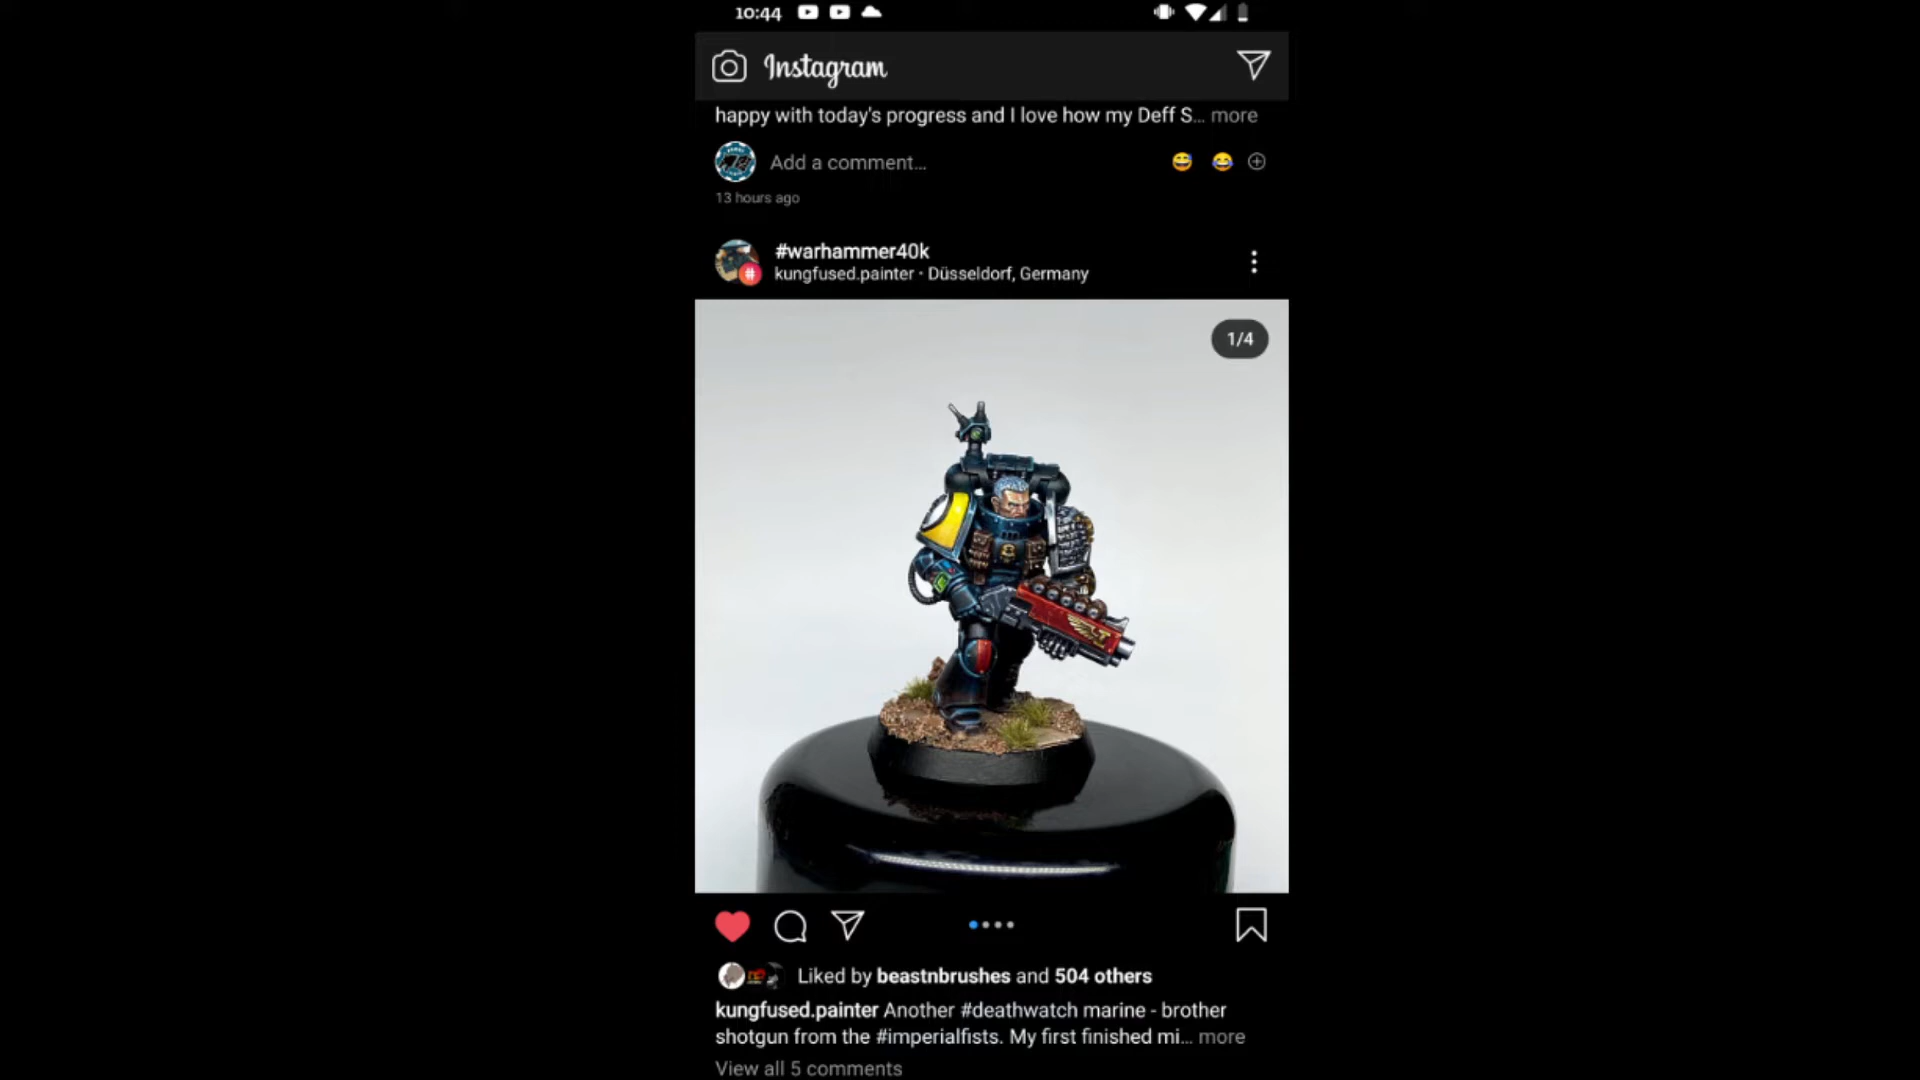 10:44
Instagram
happy with today's progress and I love how my Deff S... more
Add a comment...
13 hours ago
#warhammer40k
kungfused.painter · Düsseldorf, Germany
1/4
Liked by beastnbrushes and 504 others
kungfused.painter Another #deathwatch marine - brother
shotgun from the #imperialfists. My first finished mi... more
View all 5 comments